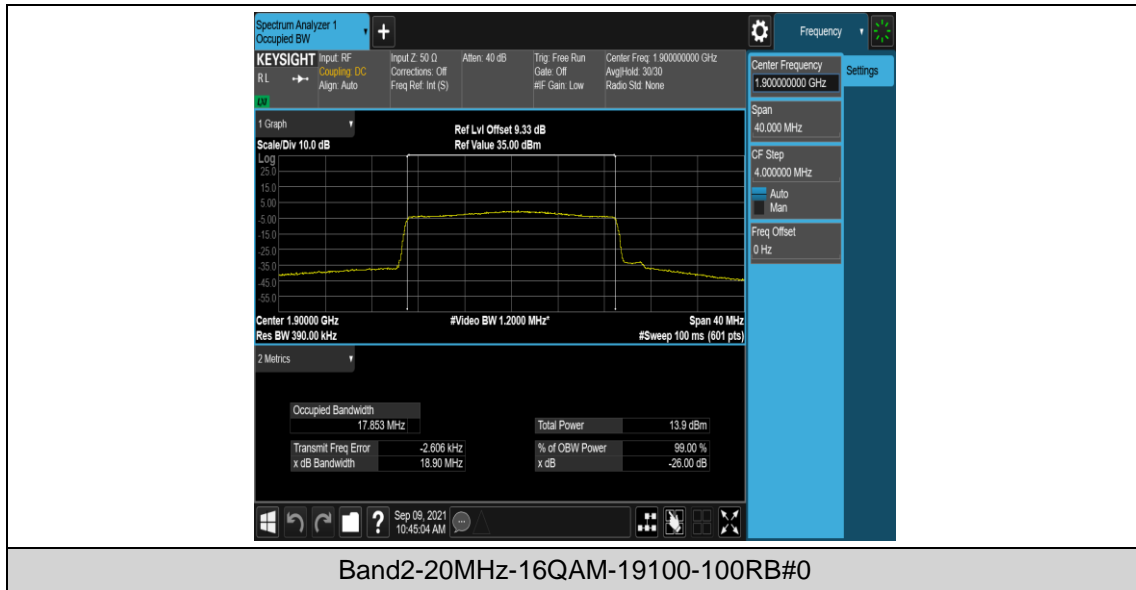 Spectrum Analyzer 1
Occupied BW
+
Frequency
KEYSIGHT
RL
LXI
Input: RF
Coupling: DC
Align: Auto
Input Z: 50 Ω
Corrections: Off
Freq Ref: Int (S)
Atten: 40 dB
Trig: Free Run
Gate: Off
#IF Gain: Low
Center Freq: 1.900000000 GHz
Avg|Hold: 30/30
Radio Std: None
Center Frequency
1.900000000 GHz
Settings
Span
40.000 MHz
CF Step
4.000000 MHz
Auto
Man
Freq Offset
0 Hz
1 Graph
Scale/Div 10.0 dB
Ref Lvl Offset 9.33 dB
Ref Value 35.00 dBm
Log
25.0
15.0
5.00
-5.00
-15.0
-25.0
-35.0
-45.0
-55.0
Center 1.90000 GHz
#Video BW 1.2000 MHz*
Span 40 MHz
Res BW 390.00 kHz
#Sweep 100 ms (601 pts)
2 Metrics
Occupied Bandwidth
17.853 MHz
Total Power 13.9 dBm
Transmit Freq Error -2.606 kHz
% of OBW Power 99.00 %
x dB Bandwidth 18.90 MHz
x dB -26.00 dB
?
Sep 09, 2021
10:45:04 AM
Band2-20MHz-16QAM-19100-100RB#0